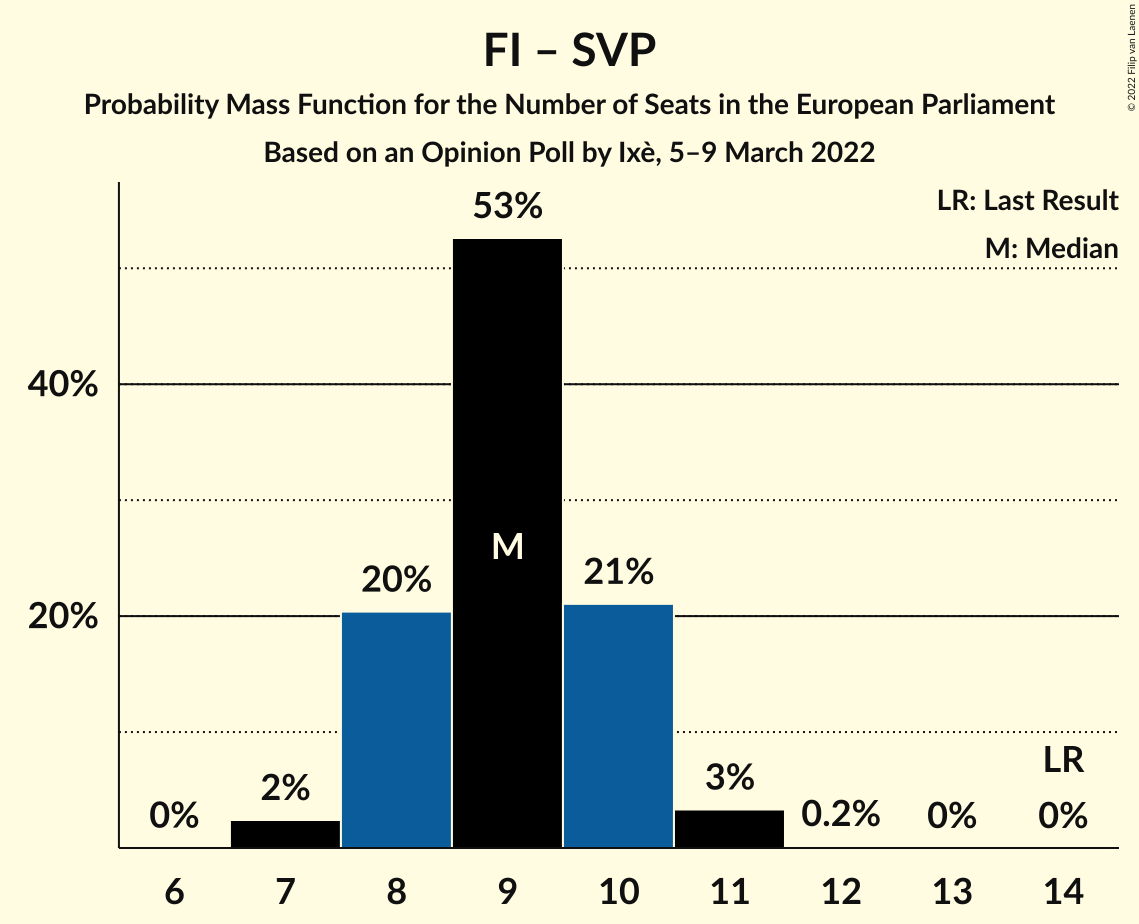 FI – SVP
Probability Mass Function for the Number of Seats in the European Parliament
Based on an Opinion Poll by Ixè, 5–9 March 2022
© 2022 Filip van Laenen
LR: Last Result
M: Median
53%
40%
M
20%
21%
20%
LR
2%
3%
0%
0.2%
0%
0%
6 7 8 9 10 11 12 13 14